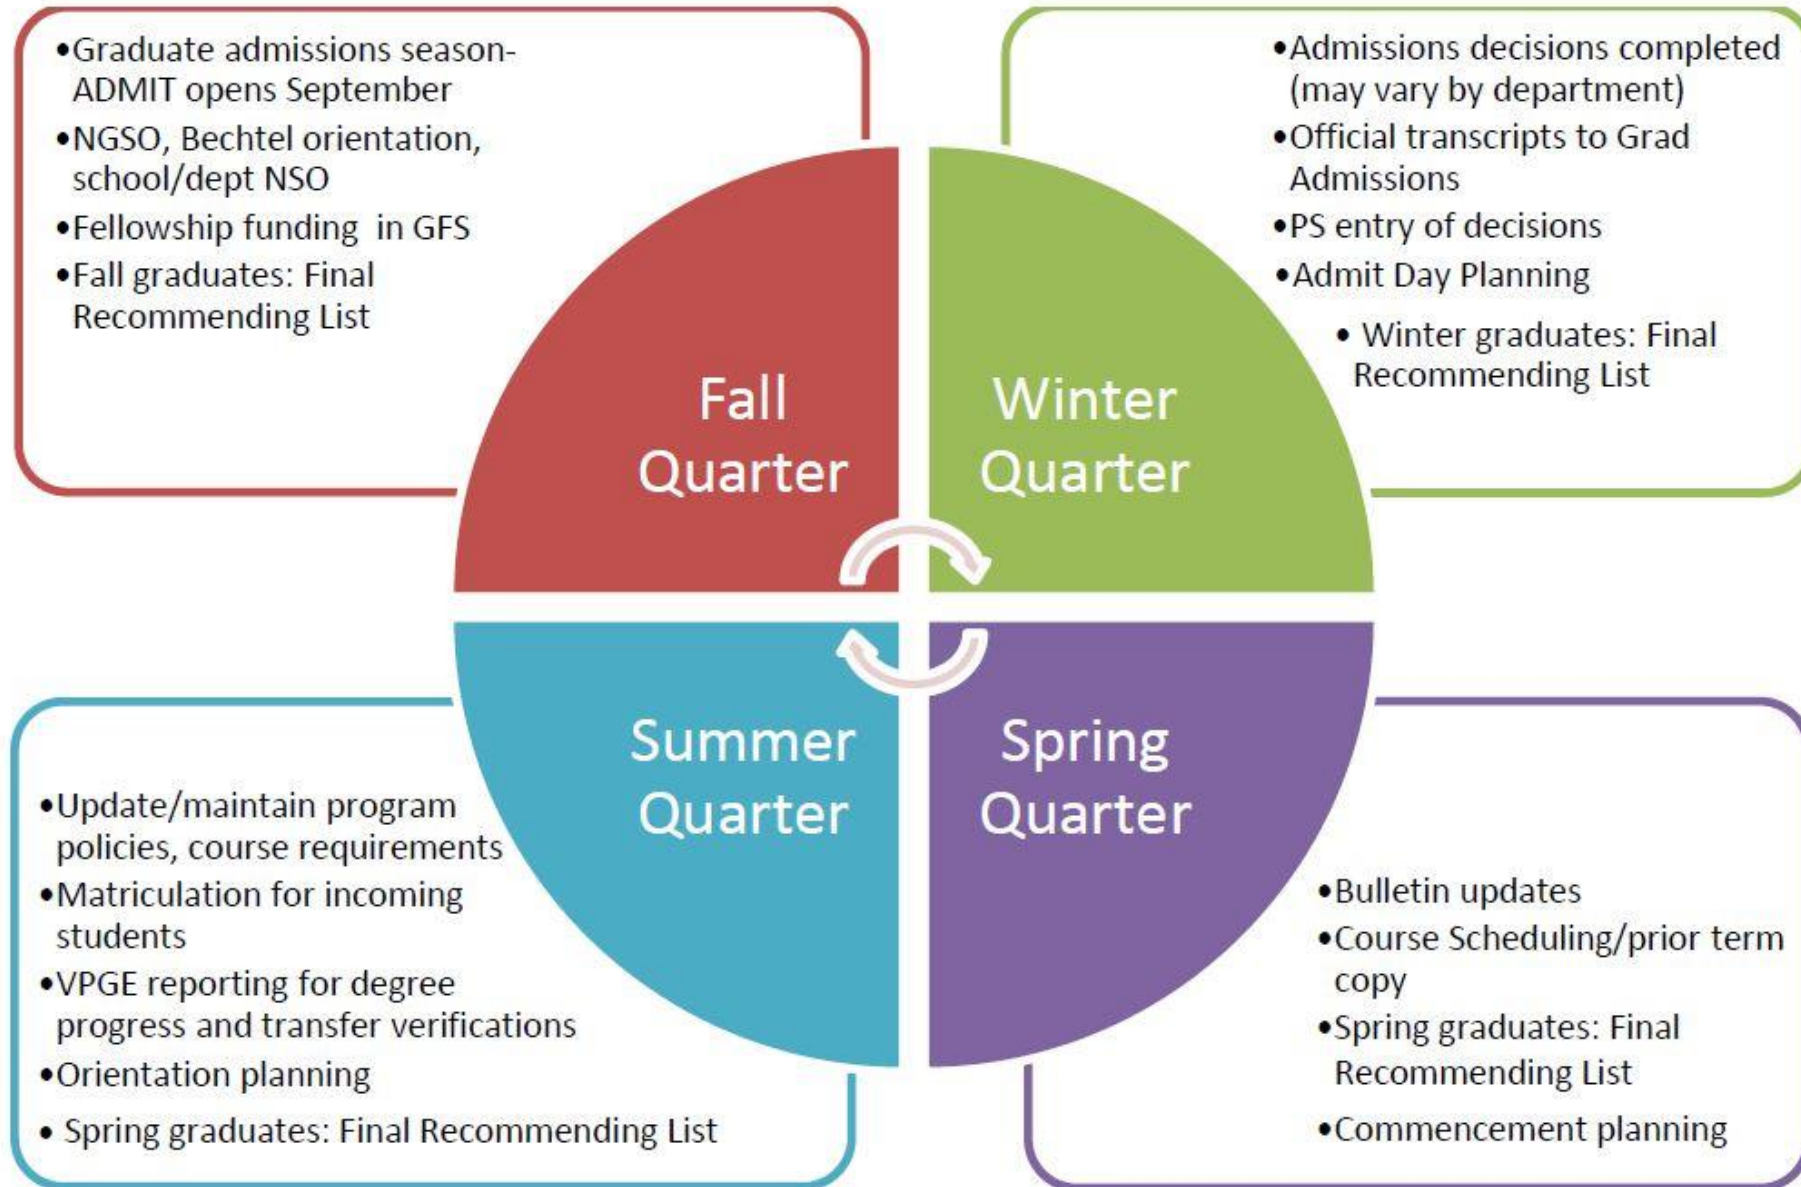 •Graduate admissions season-
ADMIT opens September
•NGSO, Bechtel orientation,
school/dept NSO
•Fellowship funding in GFS
•Fall graduates: Final
Recommending List
•Admissions decisions completed
(may vary by department)
•Official transcripts to Grad
Admissions
•PS entry of decisions
•Admit Day Planning
• Winter graduates: Final
Recommending List
Fall
Quarter
Winter
Quarter
Summer
Quarter
Spring
Quarter
•Update/maintain program
policies, course requirements
•Matriculation for incoming
students
•VPGE reporting for degree
progress and transfer verifications
•Orientation planning
• Spring graduates: Final Recommending List
•Bulletin updates
•Course Scheduling/prior term
copy
•Spring graduates: Final
Recommending List
•Commencement planning